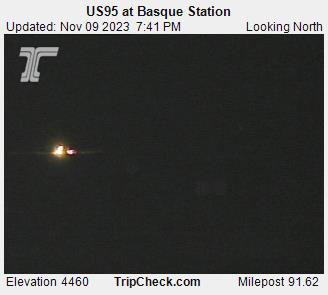 US95 at Basque Station
Updated: Nov 09 2023 7:41 PM Looking North
Elevation 4460 TripCheck.com Milepost 91.62